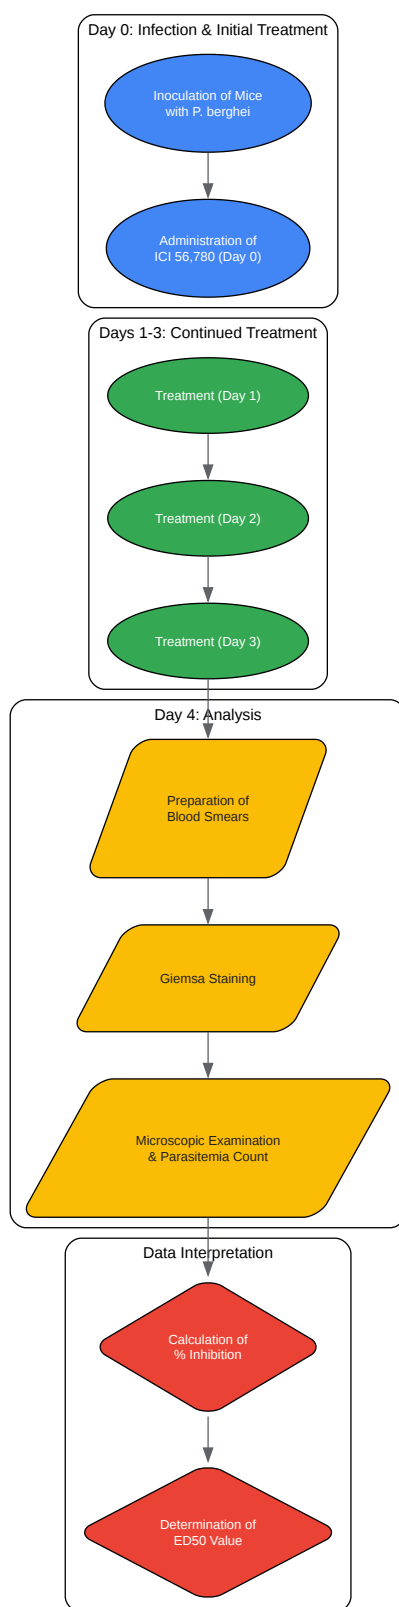 Day 0: Infection & Initial Treatment
Inoculation of Mice
with P. berghei
Administration of
ICI 56,780 (Day 0)
Days 1-3: Continued Treatment
Treatment (Day 1)
Treatment (Day 2)
Treatment (Day 3)
Day 4: Analysis
Preparation of
Blood Smears
Giemsa Staining
Microscopic Examination
& Parasitemia Count
Data Interpretation
Calculation of
% Inhibition
Determination of
ED50 Value